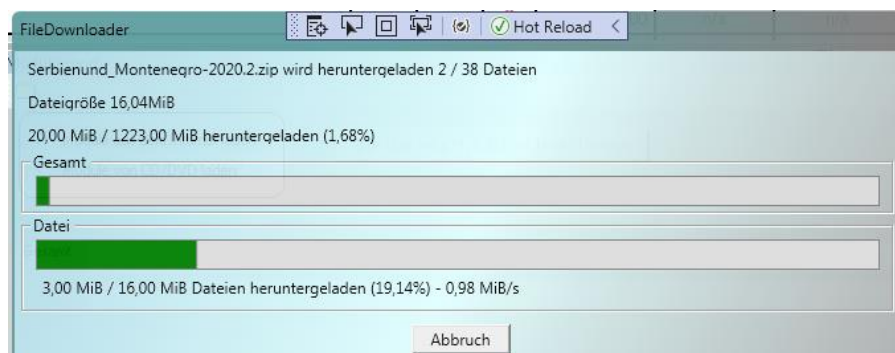 FileDownloader
Hot Reload
Serbienund_Montenegro-2020.2.zip wird heruntergeladen 2 / 38 Dateien
Dateigröße 16,04MiB
20,00 MiB / 1223,00 MiB heruntergeladen (1,68%)
Gesamt
Datei
3,00 MiB / 16,00 MiB Dateien heruntergeladen (19,14%) - 0,98 MiB/s
Abbruch